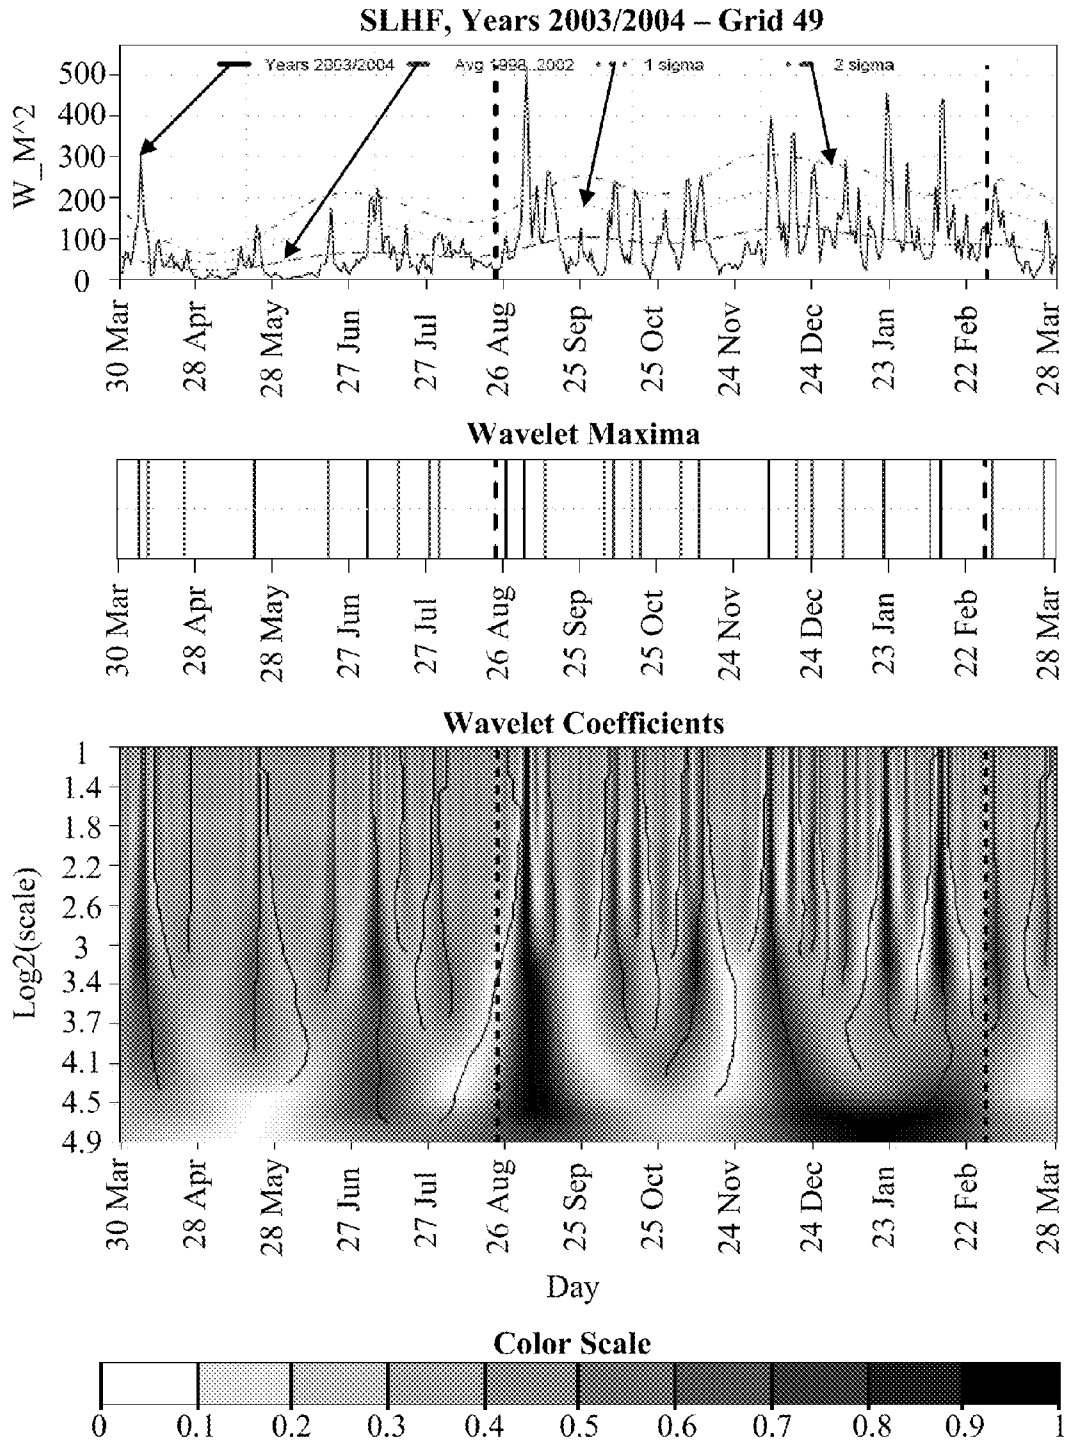 SLHF, Years 2003/2004 – Grid 49
Years 2003/2004 Avg 1998..2002 1 sigma 2 sigma
W_M^2
500
400
300
200
100
0
30 Mar 28 Apr 28 May 27 Jun 27 Jul 26 Aug 25 Sep 25 Oct 24 Nov 24 Dec 23 Jan 22 Feb 28 Mar
Wavelet Maxima
30 Mar 28 Apr 28 May 27 Jun 27 Jul 26 Aug 25 Sep 25 Oct 24 Nov 24 Dec 23 Jan 22 Feb 28 Mar
Wavelet Coefficients
Log2(scale)
1
1.4
1.8
2.2
2.6
3
3.4
3.7
4.1
4.5
4.9
30 Mar 28 Apr 28 May 27 Jun 27 Jul 26 Aug 25 Sep 25 Oct 24 Nov 24 Dec 23 Jan 22 Feb 28 Mar
Day
Color Scale
0 0.1 0.2 0.3 0.4 0.5 0.6 0.7 0.8 0.9 1